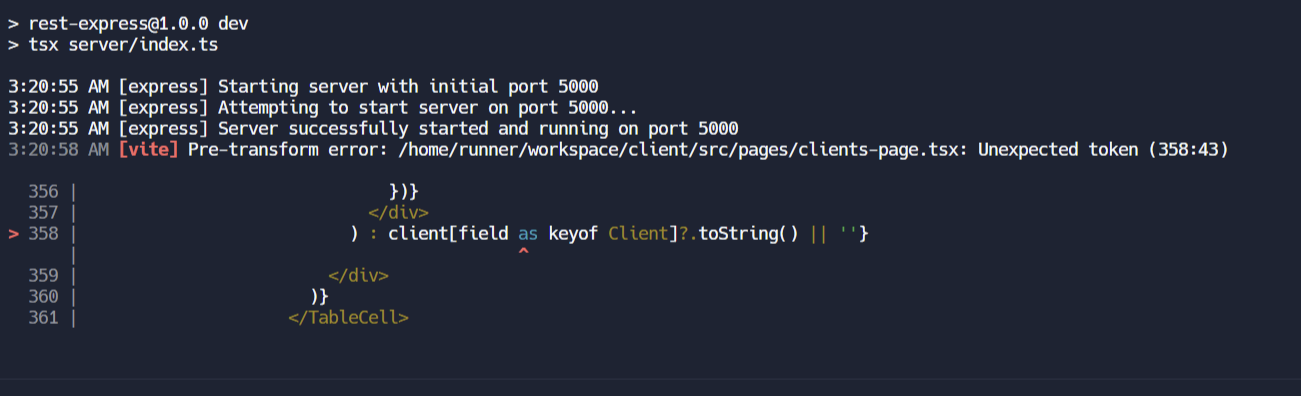 > rest-express@1.0.0 dev
> tsx server/index.ts
3:20:55 AM [express] Starting server with initial port 5000
3:20:55 AM [express] Attempting to start server on port 5000...
3:20:55 AM [express] Server successfully started and running on port 5000
3:20:58 AM [vite] Pre-transform error: /home/runner/workspace/client/src/pages/clients-page.tsx: Unexpected token (358:43)
356 | })}
357 | </div>
> 358 | ) : client[field as keyof Client]?.toString() || ''}
| ^
359 | </div>
360 | )}
361 | </TableCell>